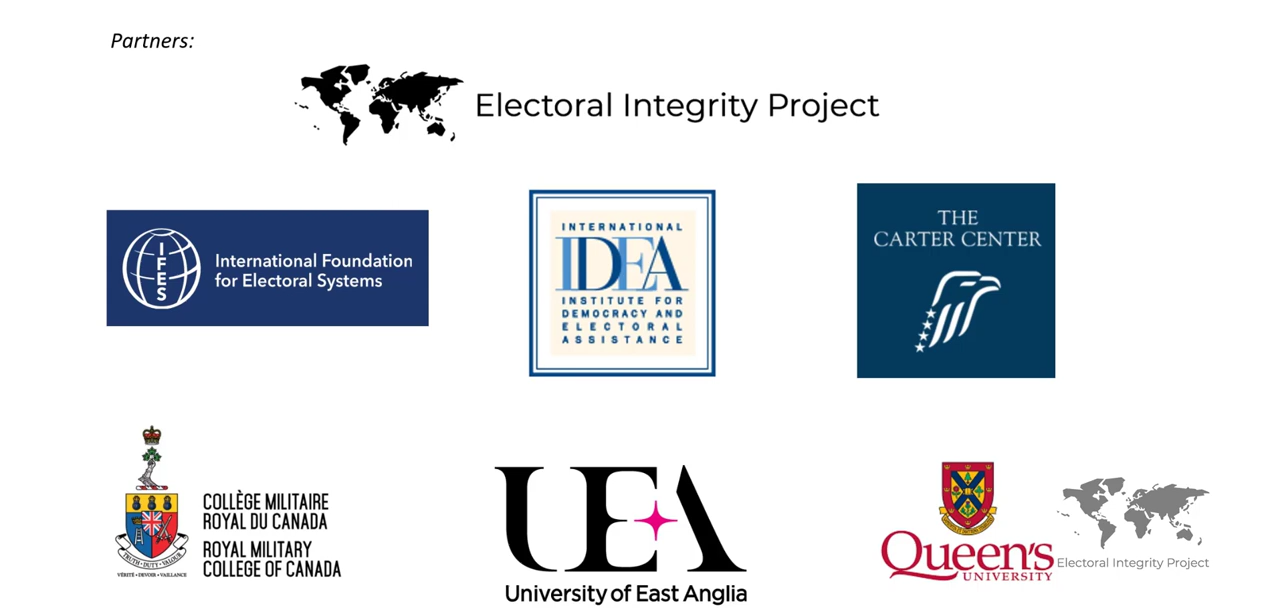 Partners:
Electoral Integrity Project
IFES
International Foundation
for Electoral Systems
INTERNATIONAL
IDEA
INSTITUTE FOR
DEMOCRACY AND
ELECTORAL
ASSISTANCE
THE
CARTER CENTER
COLLÈGE MILITAIRE
ROYAL DU CANADA
ROYAL MILITARY
COLLEGE OF CANADA
TRUTH · DUTY · VALOUR
VÉRITÉ • DEVOIR • VAILLANCE
UEA
University of East Anglia
Queen's
UNIVERSITY
Electoral Integrity Project